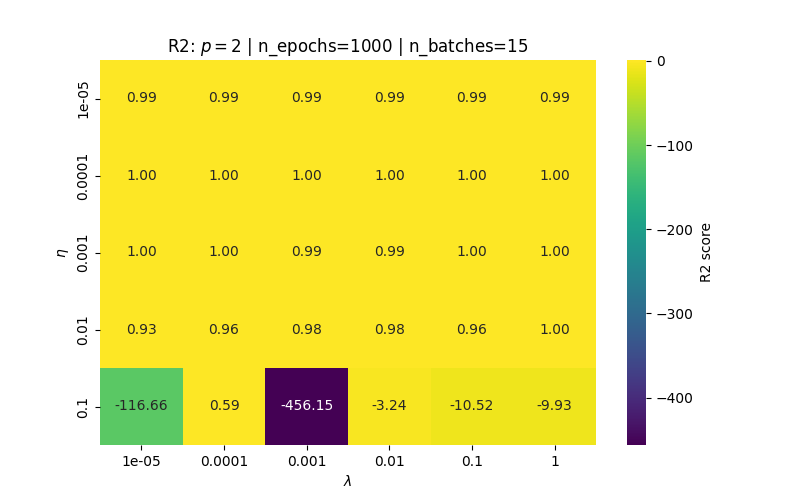 R2: p = 2 | n_epochs=1000 | n_batches=15
1e-05 0.99 0.99 0.99 0.99 0.99 0.99
0.0001 1.00 1.00 1.00 1.00 1.00 1.00
0.001 1.00 1.00 0.99 0.99 1.00 1.00
0.01 0.93 0.96 0.98 0.98 0.96 1.00
0.1 -116.66 0.59 -456.15 -3.24 -10.52 -9.93
1e-05 0.0001 0.001 0.01 0.1 1
λ
η
0
−100
−200
−300
−400
R2 score